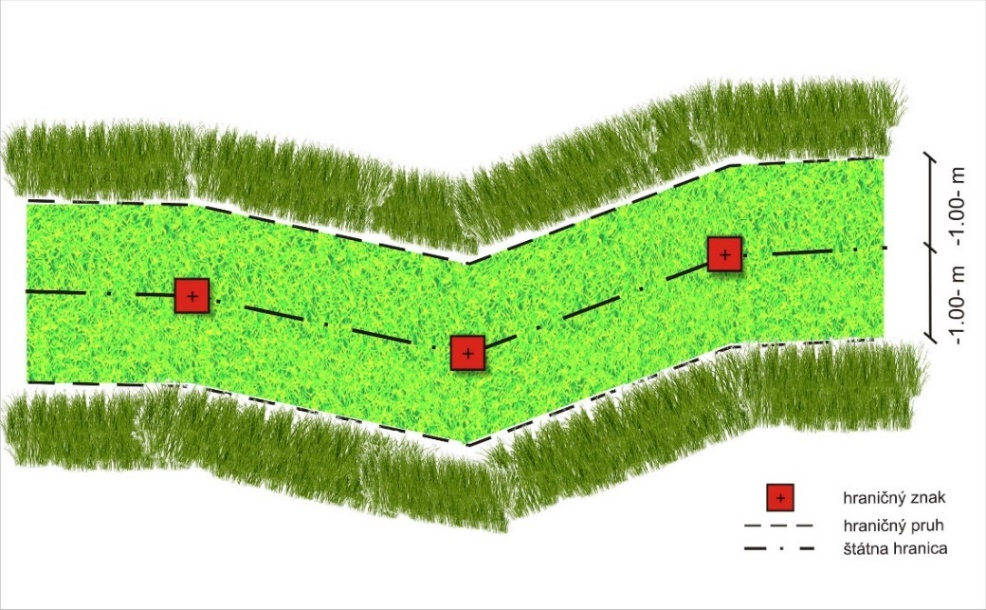 -1.00- m
-1.00- m
hraničný znak
hraničný pruh
štátna hranica